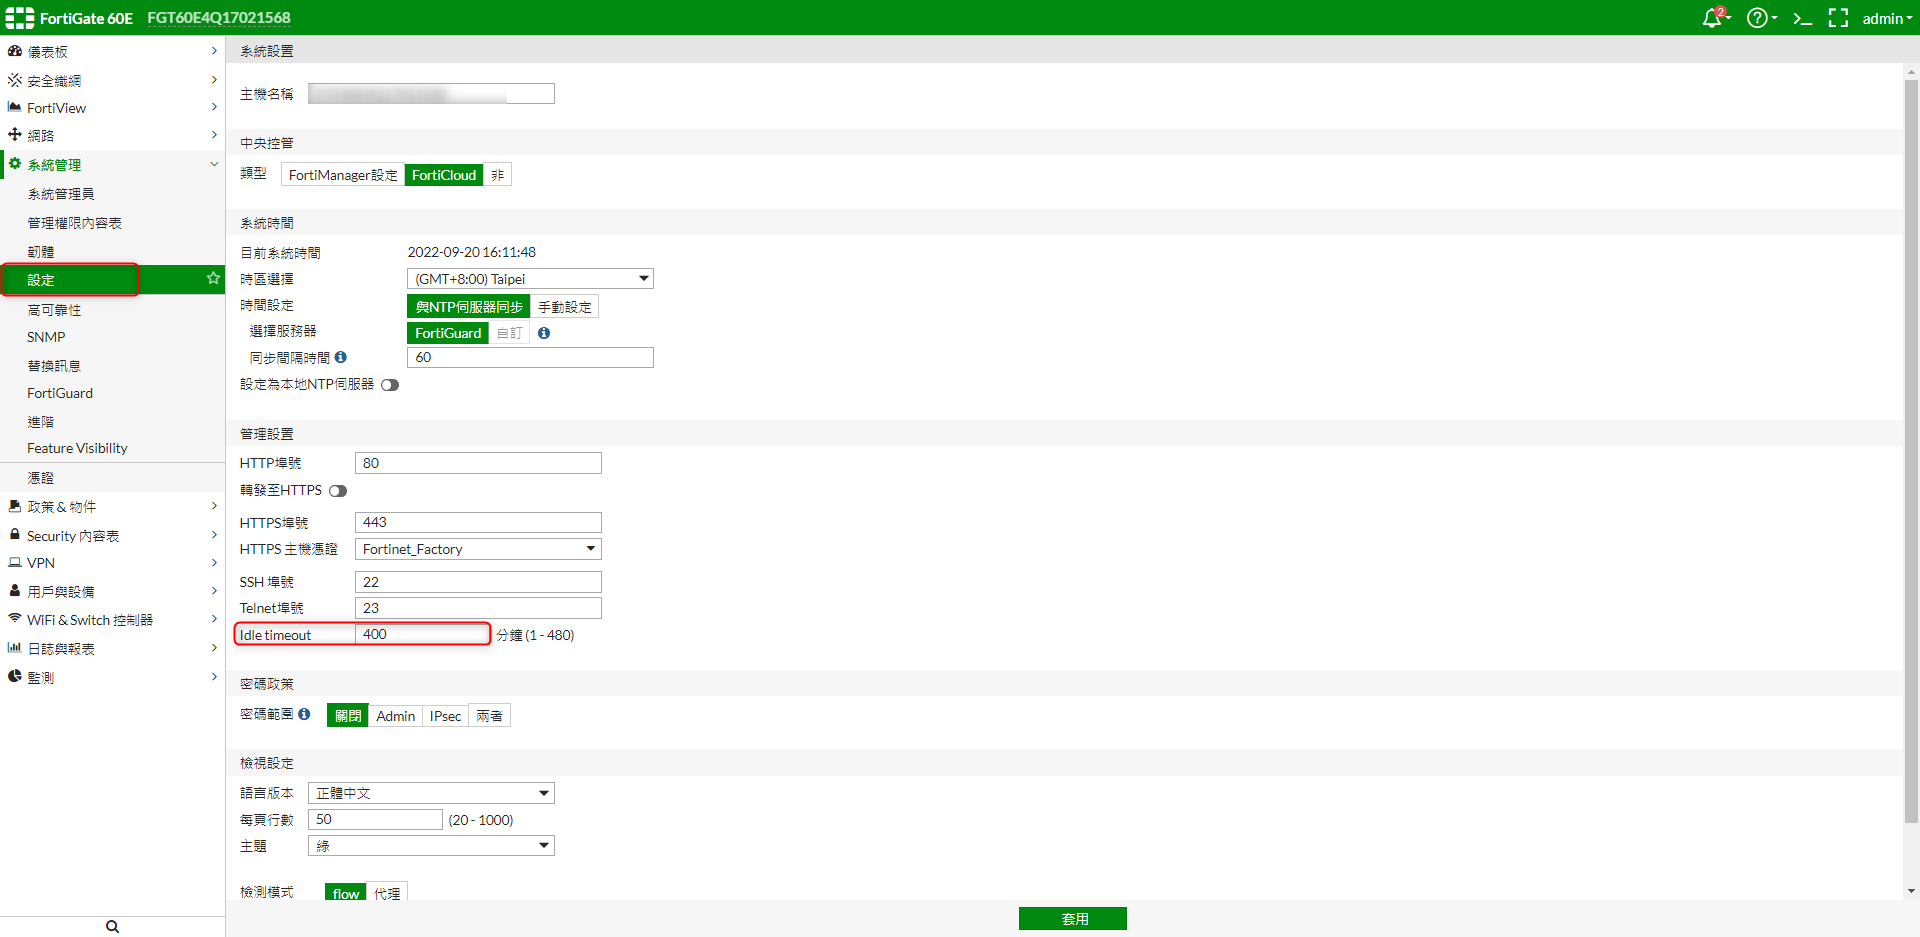 FortiGate 60E FGT60E4Q17021568 2 admin
儀表板
安全織網
FortiView
網路
系統管理
系統管理員
管理權限內容表
韌體
設定
高可靠性
SNMP
替換訊息
FortiGuard
進階
Feature Visibility
憑證
政策 & 物件
Security 內容表
VPN
用戶與設備
WiFi & Switch 控制器
日誌與報表
監測
系統設置
主機名稱
中央控管
類型 FortiManager設定 FortiCloud 非
系統時間
目前系統時間 2022-09-20 16:11:48
時區選擇 (GMT+8:00) Taipei
時間設定 與NTP伺服器同步 手動設定
選擇服務器 FortiGuard 自訂
同步間隔時間 60
設定為本地NTP伺服器
管理設置
HTTP埠號 80
轉發至HTTPS
HTTPS埠號 443
HTTPS 主機憑證 Fortinet_Factory
SSH 埠號 22
Telnet埠號 23
Idle timeout 400 分鐘 (1 - 480)
密碼政策
密碼範圍 關閉 Admin IPsec 兩者
檢視設定
語言版本 正體中文
每頁行數 50 (20 - 1000)
主題 綠
檢測模式 flow 代理
套用